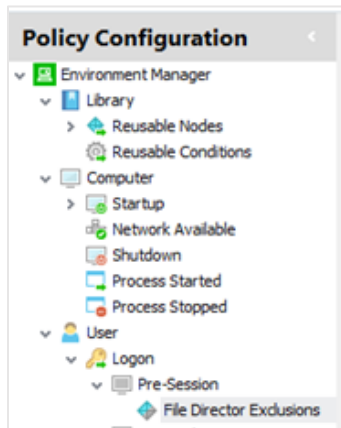 Policy Configuration
Environment Manager
Library
Reusable Nodes
Reusable Conditions
Computer
Startup
Network Available
Shutdown
Process Started
Process Stopped
User
Logon
Pre-Session
File Director Exclusions